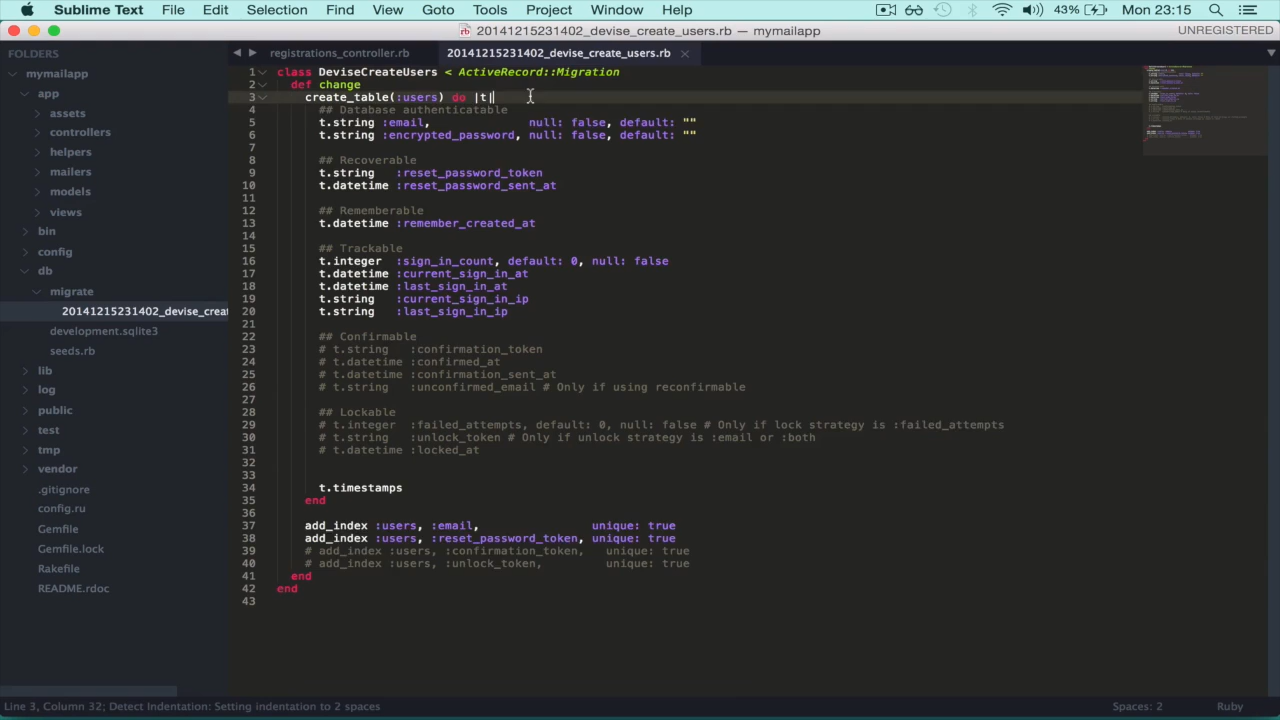 Sublime Text File Edit Selection Find View Goto Tools Project Window Help 43% Mon 23:15
20141215231402_devise_create_users.rb — mymailapp UNREGISTERED
FOLDERS
mymailapp
app
assets
controllers
helpers
mailers
models
views
bin
config
db
migrate
20141215231402_devise_creat
development.sqlite3
seeds.rb
lib
log
public
test
tmp
vendor
.gitignore
config.ru
Gemfile
Gemfile.lock
Rakefile
README.rdoc
registrations_controller.rb 20141215231402_devise_create_users.rb
1 class DeviseCreateUsers < ActiveRecord::Migration
2 def change
3 create_table(:users) do |t|
4 ## Database authenticatable
5 t.string :email, null: false, default: ""
6 t.string :encrypted_password, null: false, default: ""
7
8 ## Recoverable
9 t.string :reset_password_token
10 t.datetime :reset_password_sent_at
11
12 ## Rememberable
13 t.datetime :remember_created_at
14
15 ## Trackable
16 t.integer :sign_in_count, default: 0, null: false
17 t.datetime :current_sign_in_at
18 t.datetime :last_sign_in_at
19 t.string :current_sign_in_ip
20 t.string :last_sign_in_ip
21
22 ## Confirmable
23 # t.string :confirmation_token
24 # t.datetime :confirmed_at
25 # t.datetime :confirmation_sent_at
26 # t.string :unconfirmed_email # Only if using reconfirmable
27
28 ## Lockable
29 # t.integer :failed_attempts, default: 0, null: false # Only if lock strategy is :failed_attempts
30 # t.string :unlock_token # Only if unlock strategy is :email or :both
31 # t.datetime :locked_at
32
33
34 t.timestamps
35 end
36
37 add_index :users, :email, unique: true
38 add_index :users, :reset_password_token, unique: true
39 # add_index :users, :confirmation_token, unique: true
40 # add_index :users, :unlock_token, unique: true
41 end
42 end
43
Line 3, Column 32; Detect Indentation: Setting indentation to 2 spaces Spaces: 2 Ruby